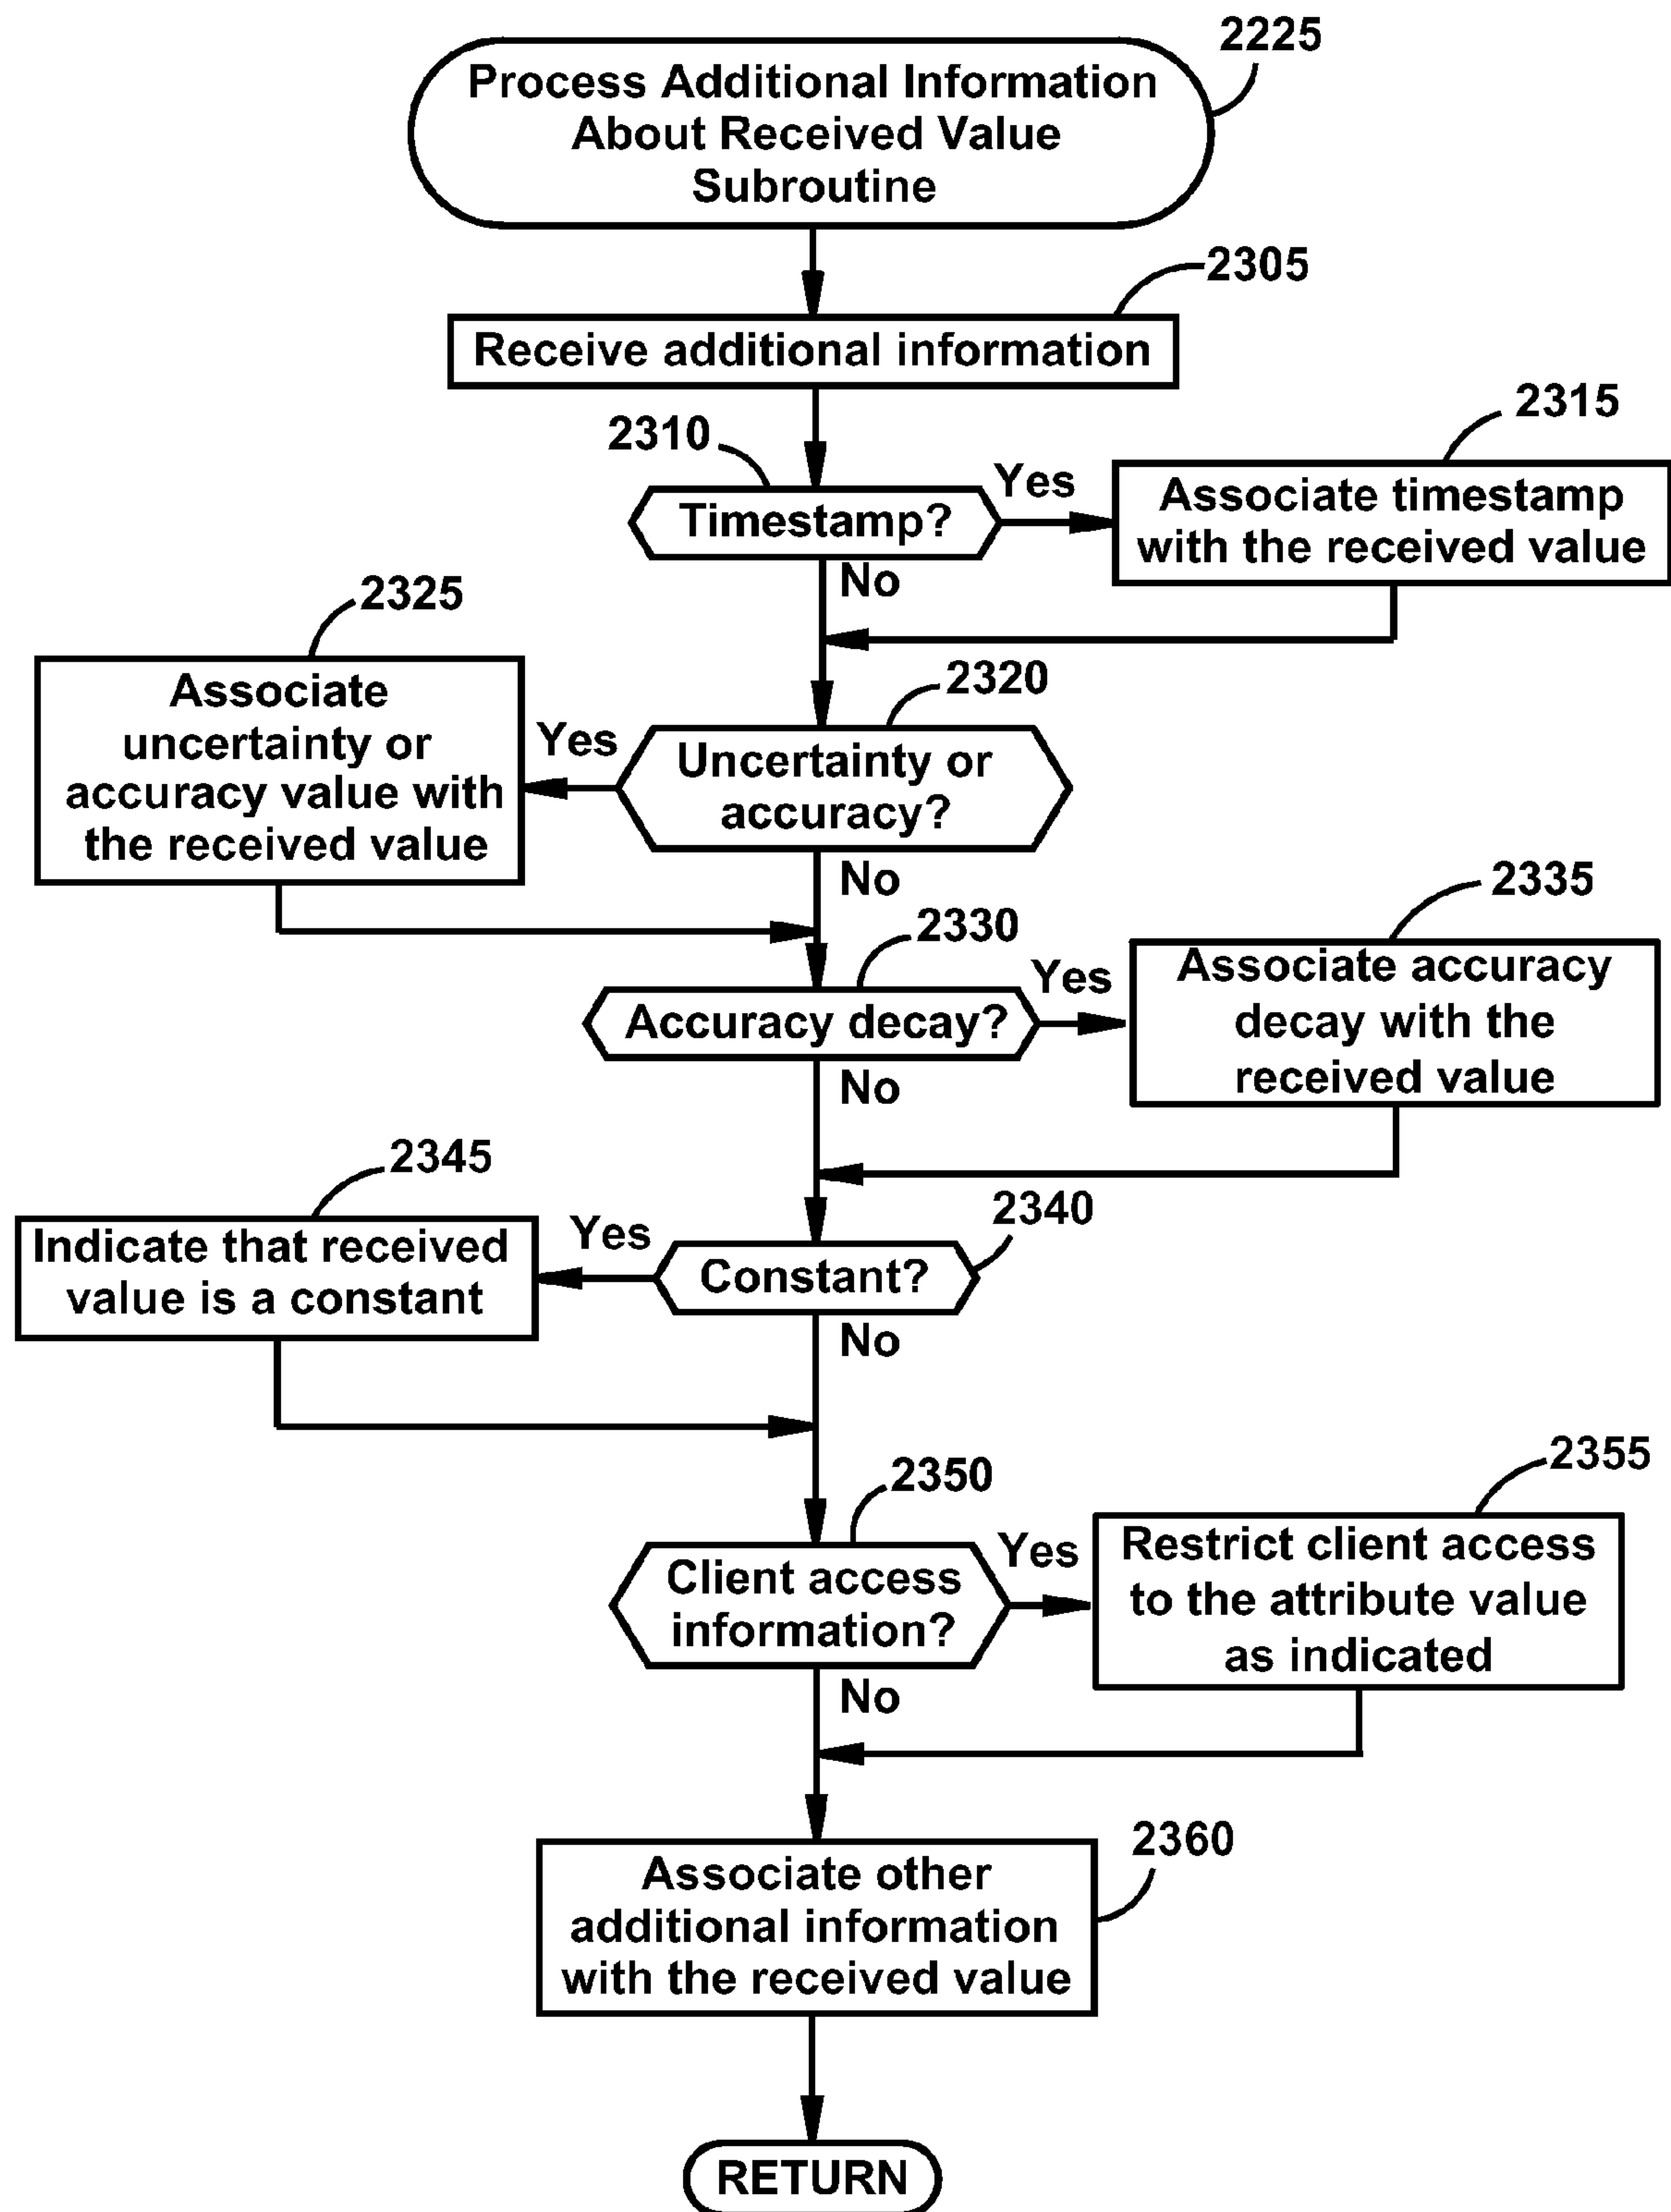 2225
Process Additional Information
About Received Value
Subroutine
2305
Receive additional information
2310
Timestamp?
Yes
No
2315
Associate timestamp
with the received value
2320
Uncertainty or
accuracy?
Yes
No
2325
Associate
uncertainty or
accuracy value with
the received value
2330
Accuracy decay?
Yes
No
2335
Associate accuracy
decay with the
received value
2340
Constant?
Yes
No
2345
Indicate that received
value is a constant
2350
Client access
information?
Yes
No
2355
Restrict client access
to the attribute value
as indicated
2360
Associate other
additional information
with the received value
RETURN